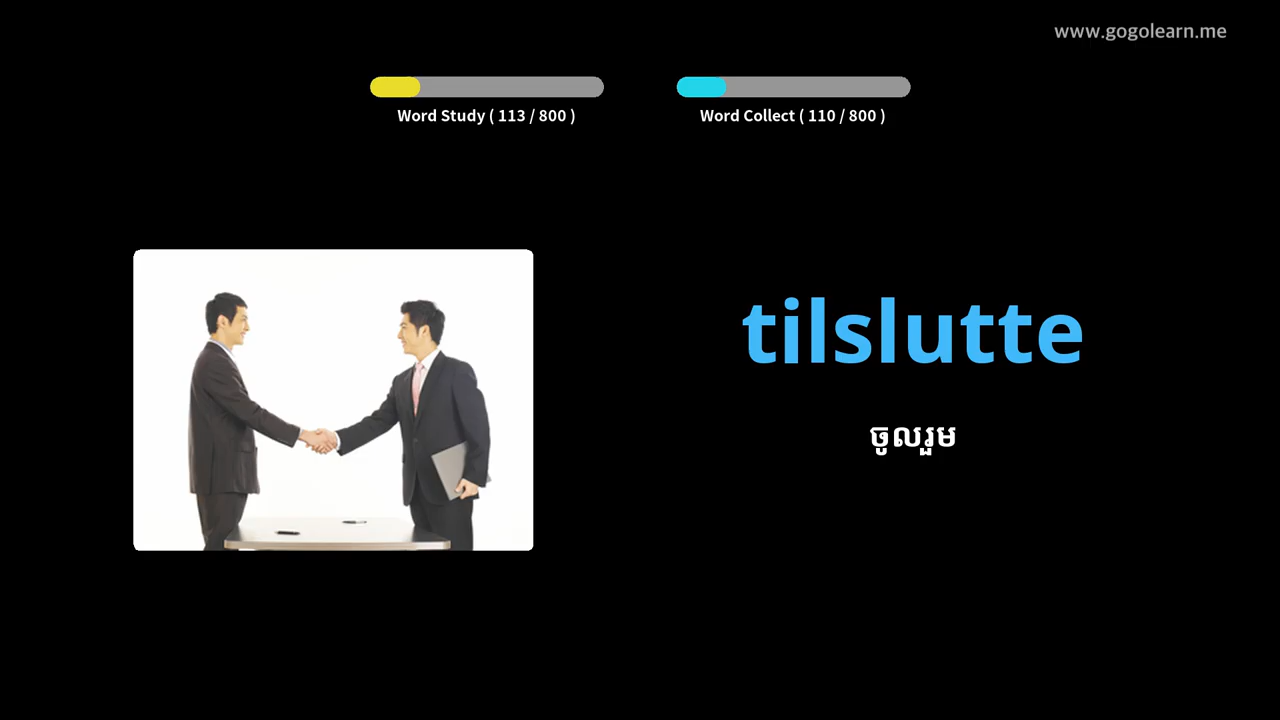 www.gogolearn.me
Word Study ( 113 / 800 )
Word Collect ( 110 / 800 )
tilslutte
ចូលរួម